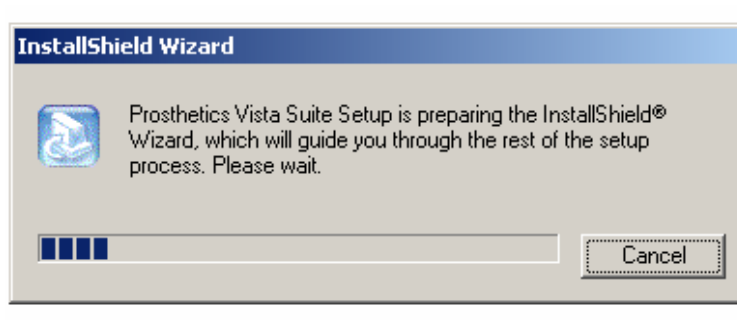 InstallShield Wizard
Prosthetics Vista Suite Setup is preparing the InstallShield®
Wizard, which will guide you through the rest of the setup
process. Please wait.
Cancel